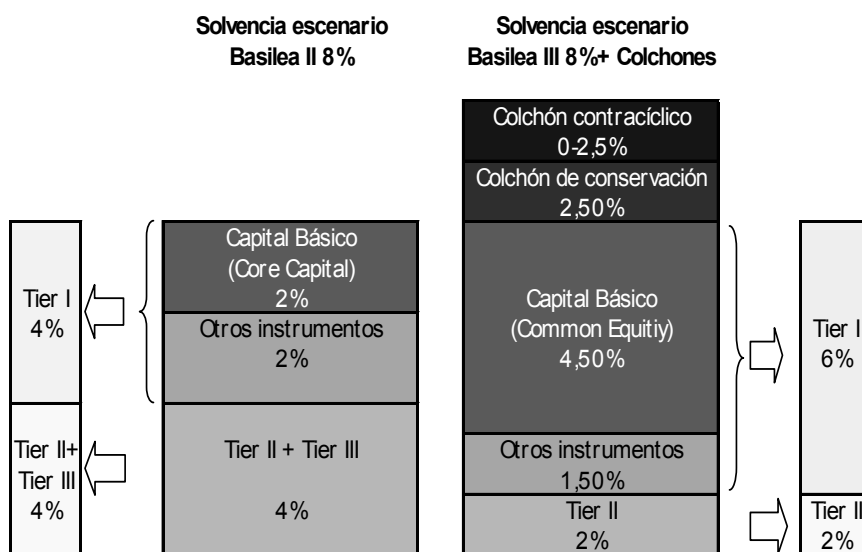 Solvencia escenario
Basilea II 8%
Solvencia escenario
Basilea III 8%+ Colchones
Colchón contracíclico
0-2,5%
Colchón de conservación
2,50%
Tier I
4%
Capital Básico
(Core Capital)
2%
Otros instrumentos
2%
Capital Básico
(Common Equitiy)
4,50%
Tier I
6%
Tier II+
Tier III
4%
Tier II + Tier III
4%
Otros instrumentos
1,50%
Tier II
2%
Tier II
2%